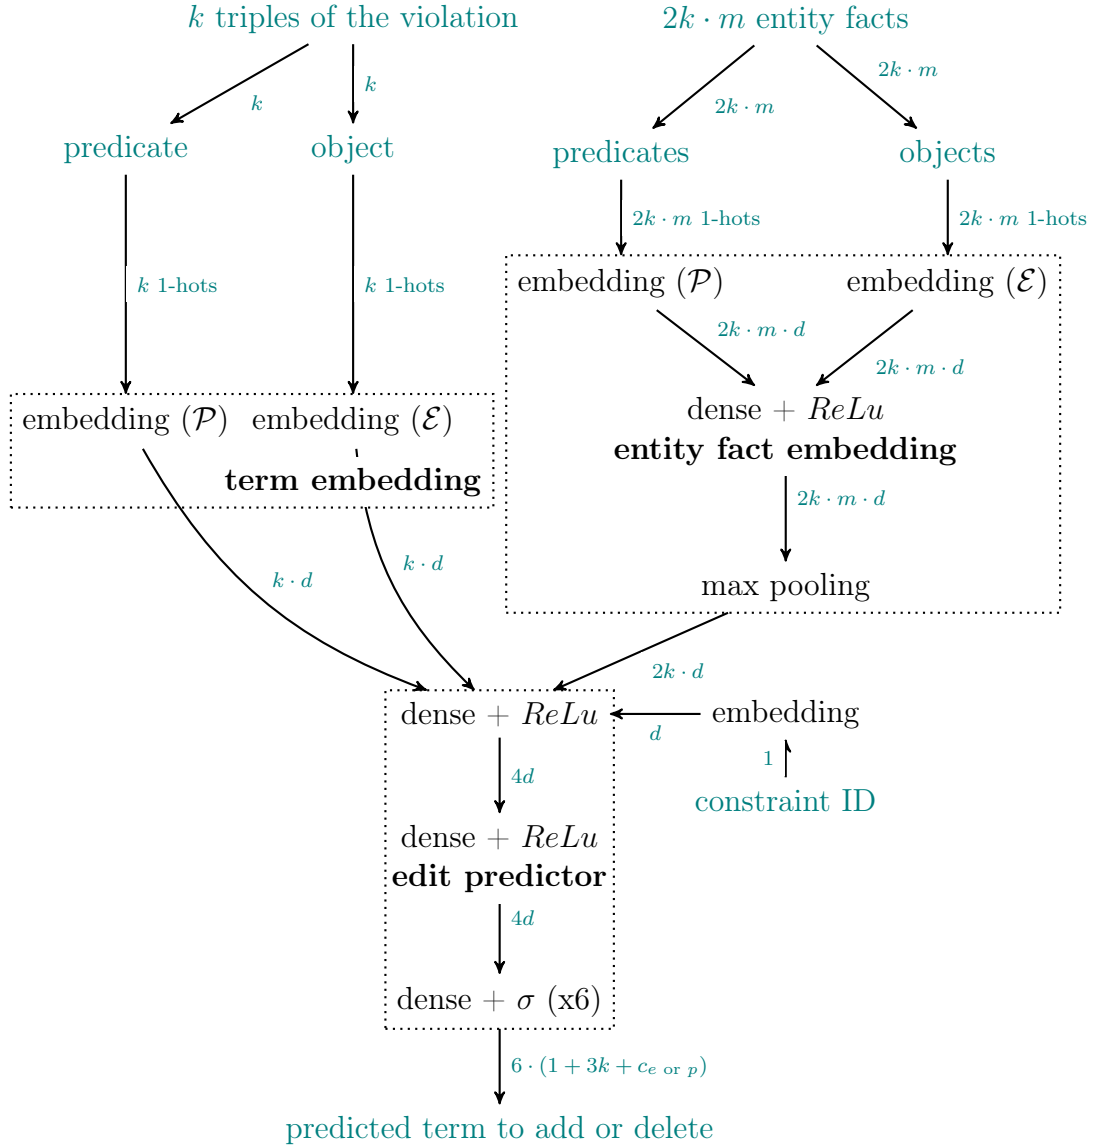 k triples of the violation
2k · m entity facts
k
k
2k · m
2k · m
predicate
object
predicates
objects
k 1-hots
k 1-hots
2k · m 1-hots
2k · m 1-hots
embedding (𝒫)
embedding (ℰ)
term embedding
embedding (𝒫)
embedding (ℰ)
2k · m · d
2k · m · d
dense + ReLu
entity fact embedding
2k · m · d
max pooling
k · d
k · d
2k · d
dense + ReLu
d
embedding
1
constraint ID
4d
dense + ReLu
edit predictor
4d
dense + σ (x6)
6 · (1 + 3k + c_{e or p})
predicted term to add or delete